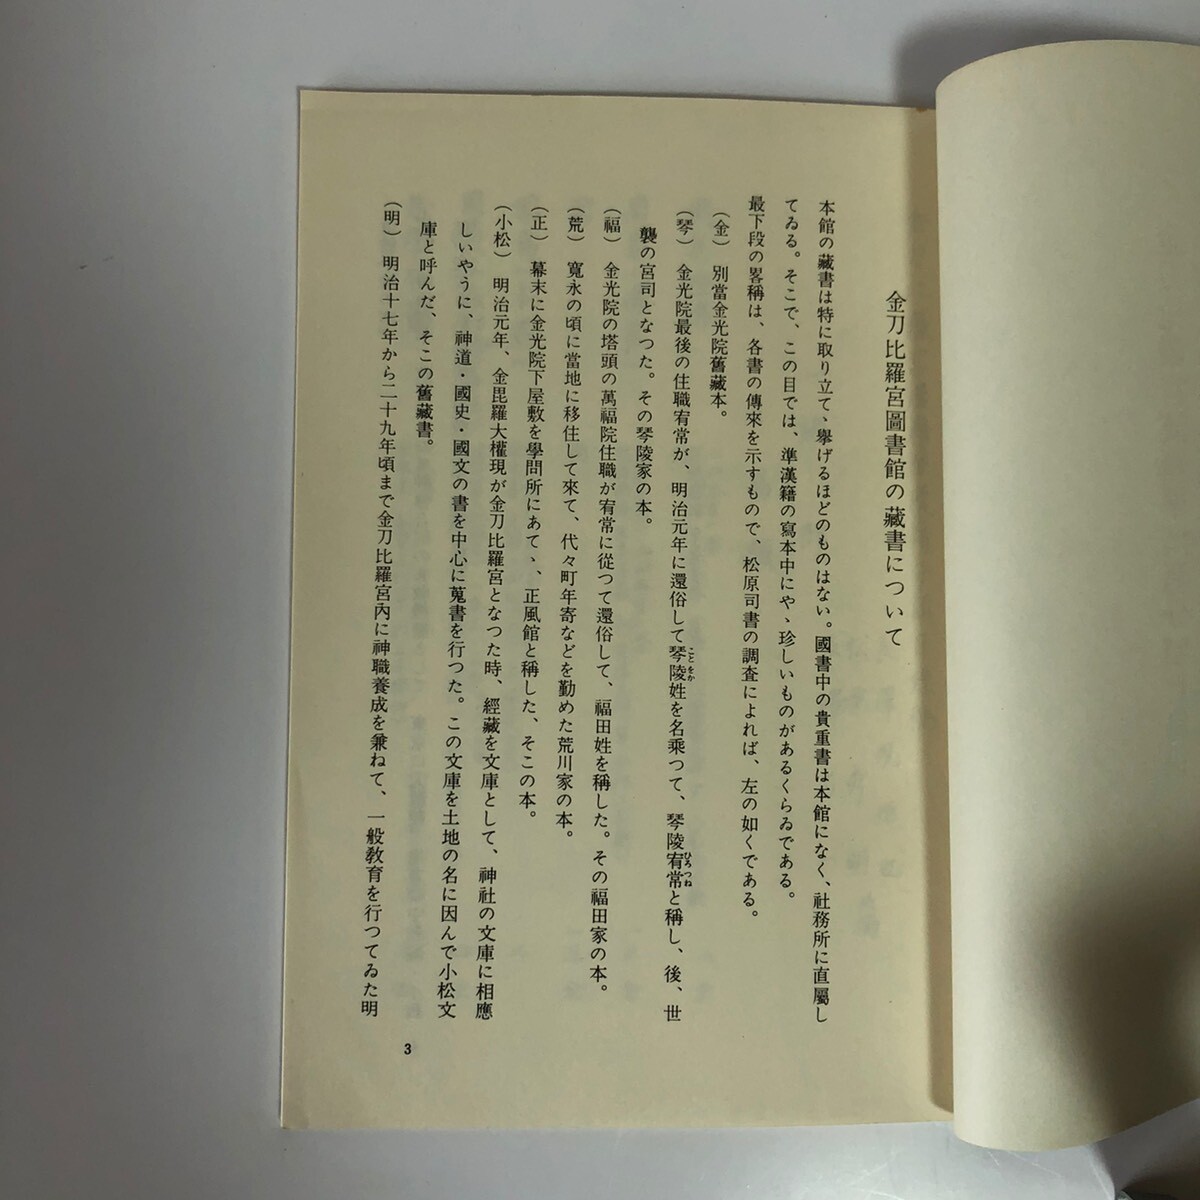 金刀比羅宮圖書館の藏書について
本館の藏書は特に取り立てゝ擧げるほどのものはない。國書中の貴重書は本館になく、社務所に直屬し
てゐる。そこで、この目では、準漢籍の寫本中にやゝ珍しいものがあるくらゐである。
最下段の畧稱は、各書の傳來を示すもので、松原司書の調査によれば、左の如くである。
（金）　別當金光院舊藏本。
（琴）　金光院最後の住職宥常が、明治元年に還俗して琴陵姓を名乘つて、琴陵宥常と稱し、後、世
ことをか
ひろつね
襲の宮司となつた。その琴陵家の本。
（福）　金光院の塔頭の萬福院住職が宥常に從つて還俗して、福田姓を稱した。その福田家の本。
（荒）　寬永の頃に當地に移住して來て、代々町年寄などを勤めた荒川家の本。
（正）　幕末に金光院下屋敷を學問所にあてゝ、正風館と稱した、そこの本。
（小松）　明治元年、金毘羅大權現が金刀比羅宮となつた時、經藏を文庫として、神社の文庫に相應
しいやうに、神道・國史・國文の書を中心に蒐書を行つた。この文庫を土地の名に因んで小松文
庫と呼んだ、そこの舊藏書。
（明）　明治十七年から二十九年頃まで金刀比羅宮內に神職養成を兼ねて、一般敎育を行つてゐた明
3